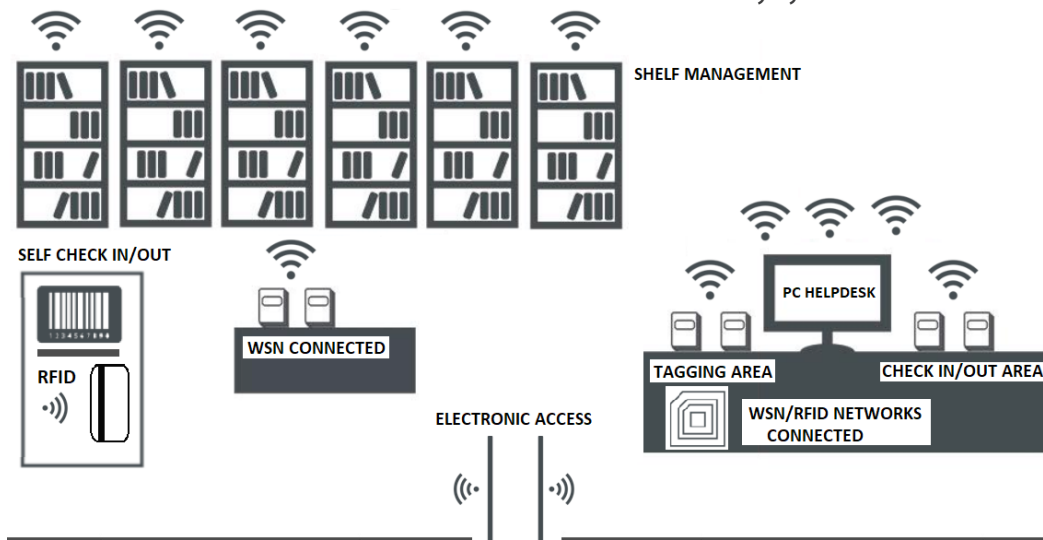 SHELF MANAGEMENT
SELF CHECK IN/OUT
1234567890
RFID
WSN CONNECTED
PC HELPDESK
TAGGING AREA
CHECK IN/OUT AREA
WSN/RFID NETWORKS
CONNECTED
ELECTRONIC ACCESS